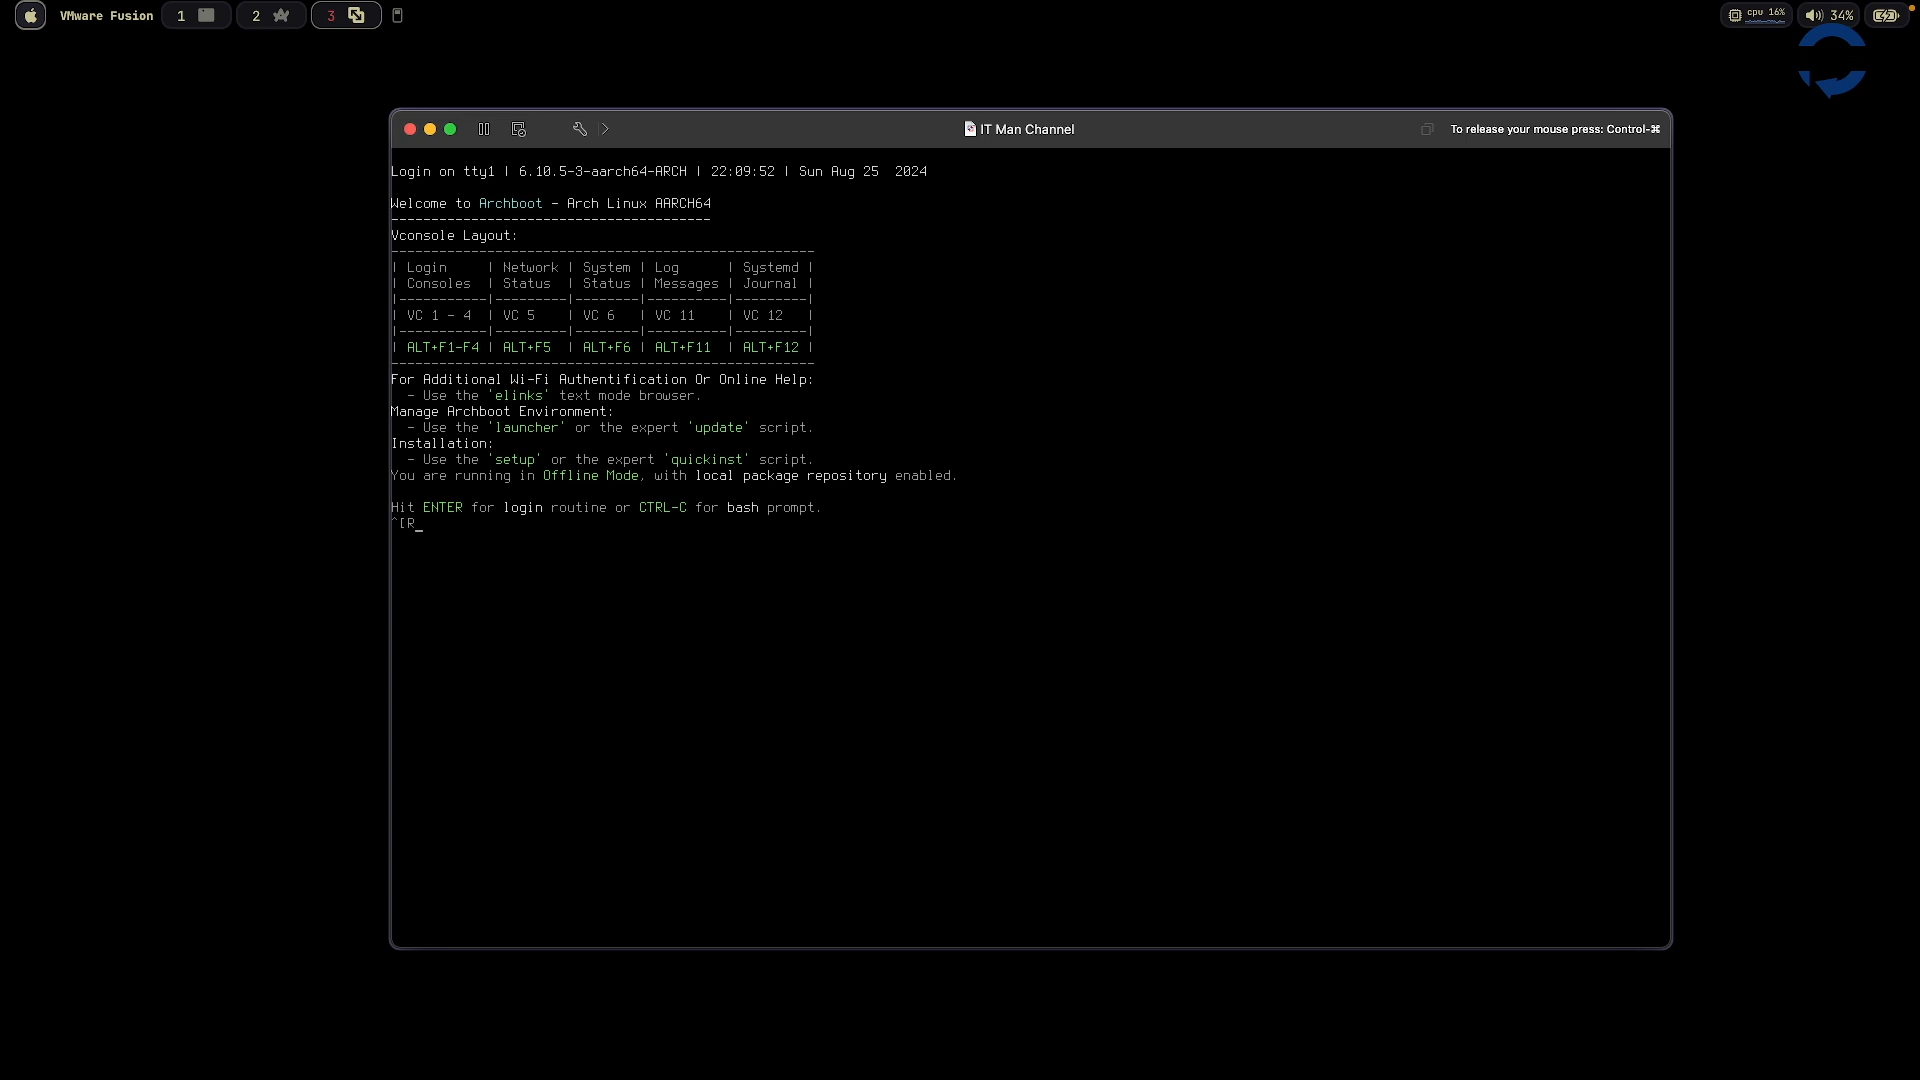 VMware Fusion 1 2 3 cpu 16% 34%
IT Man Channel To release your mouse press: Control-⌘
Login on tty1 | 6.10.5-3-aarch64-ARCH | 22:09:52 | Sun Aug 25  2024
Welcome to Archboot - Arch Linux AARCH64
----------------------------------------
Vconsole Layout:
-----------------------------------------------------
| Login     | Network | System | Log      | Systemd |
| Consoles  | Status  | Status | Messages | Journal |
|-----------|---------|--------|----------|---------|
| VC 1 - 4  | VC 5    | VC 6   | VC 11    | VC 12   |
|-----------|---------|--------|----------|---------|
| ALT+F1-F4 | ALT+F5  | ALT+F6 | ALT+F11  | ALT+F12 |
-----------------------------------------------------
For Additional Wi-Fi Authentification Or Online Help:
  - Use the 'elinks' text mode browser.
Manage Archboot Environment:
  - Use the 'launcher' or the expert 'update' script.
Installation:
  - Use the 'setup' or the expert 'quickinst' script.
You are running in Offline Mode, with local package repository enabled.
Hit ENTER for login routine or CTRL-C for bash prompt.
^[R_